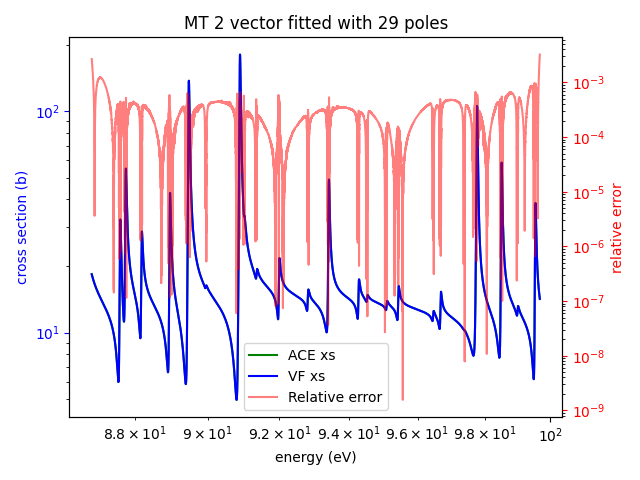 MT 2 vector fitted with 29 poles
10²
10¹
cross section (b)
10⁻³
10⁻⁴
10⁻⁵
10⁻⁶
10⁻⁷
10⁻⁸
10⁻⁹
relative error
ACE xs
VF xs
Relative error
8.8 × 10¹ 9 × 10¹ 9.2 × 10¹ 9.4 × 10¹ 9.6 × 10¹ 9.8 × 10¹ 10²
energy (eV)